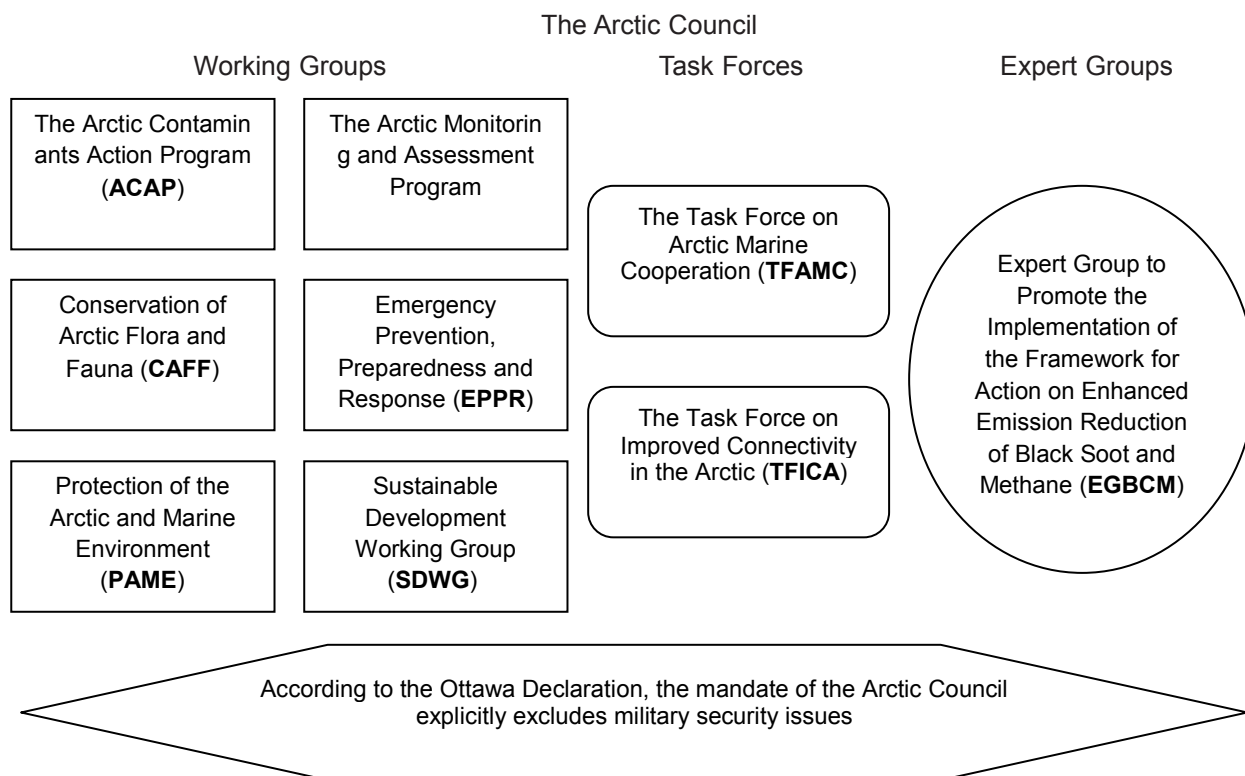 The Arctic Council
Working Groups
Task Forces
Expert Groups
The Arctic Contamin
ants Action Program
(ACAP)
The Arctic Monitorin
g and Assessment
Program
Conservation of
Arctic Flora and
Fauna (CAFF)
Emergency
Prevention,
Preparedness and
Response (EPPR)
Protection of the
Arctic and Marine
Environment
(PAME)
Sustainable
Development
Working Group
(SDWG)
The Task Force on
Arctic Marine
Cooperation (TFAMC)
The Task Force on
Improved Connectivity
in the Arctic (TFICA)
Expert Group to
Promote the
Implementation of
the Framework for
Action on Enhanced
Emission Reduction
of Black Soot and
Methane (EGBCM)
According to the Ottawa Declaration, the mandate of the Arctic Council
explicitly excludes military security issues